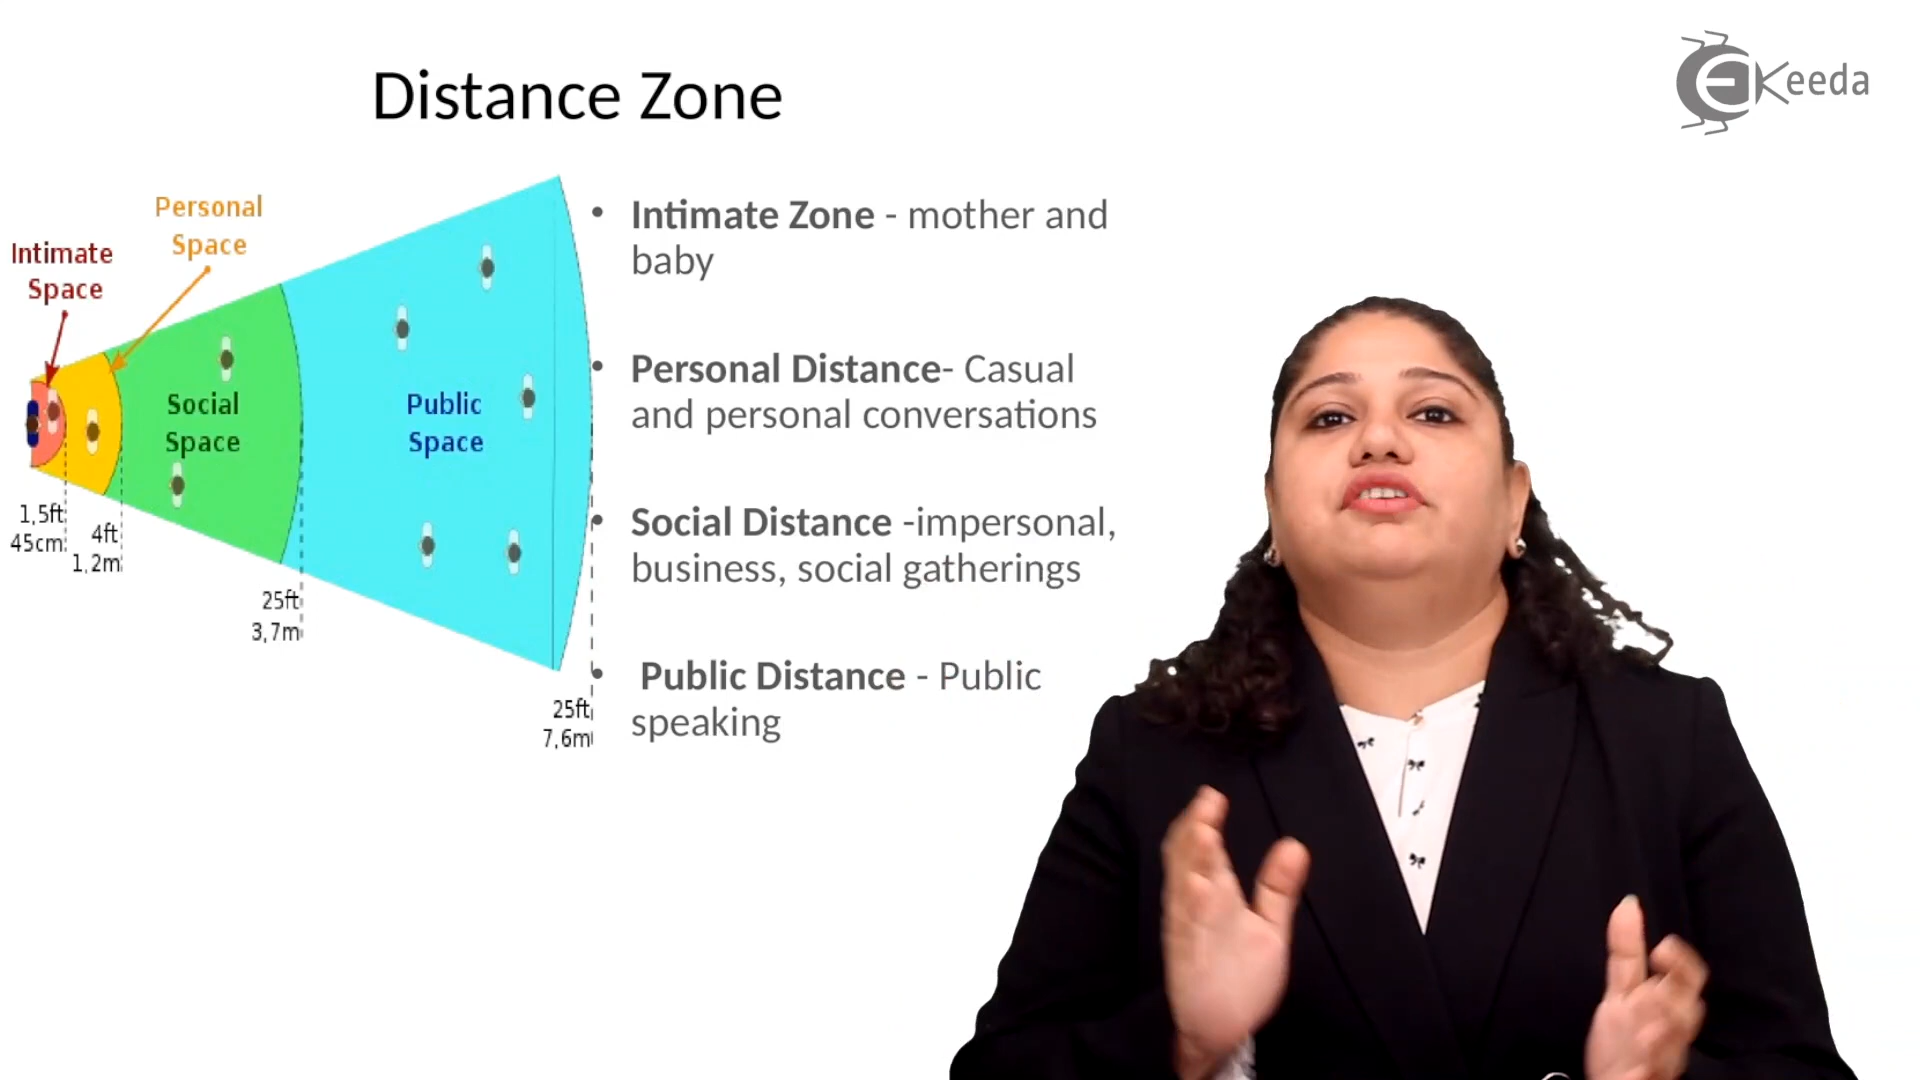 Distance Zone
eKeeda
Personal
Space
Intimate
Space
Social
Space
Public
Space
1,5ft
45cm
4ft
1,2m
25ft
3,7m
25ft
7,6m
• Intimate Zone - mother and
baby
• Personal Distance- Casual
and personal conversations
• Social Distance -impersonal,
business, social gatherings
• Public Distance - Public
speaking